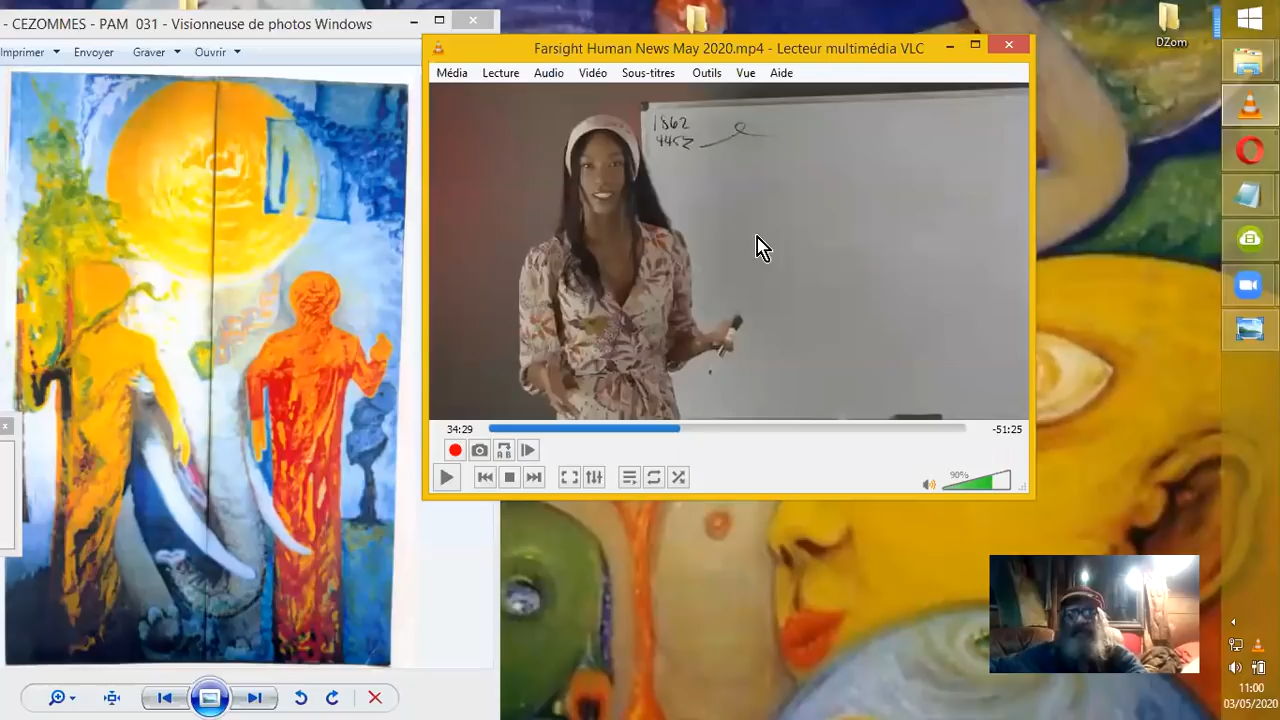 - CEZOMMES - PAM 031 - Visionneuse de photos Windows
Imprimer Envoyer Graver Ouvrir
Farsight Human News May 2020.mp4 - Lecteur multimédia VLC
Média Lecture Audio Vidéo Sous-titres Outils Vue Aide
1862
4452
34:29
-51:25
A B
90%
DZom
11:00
03/05/2020